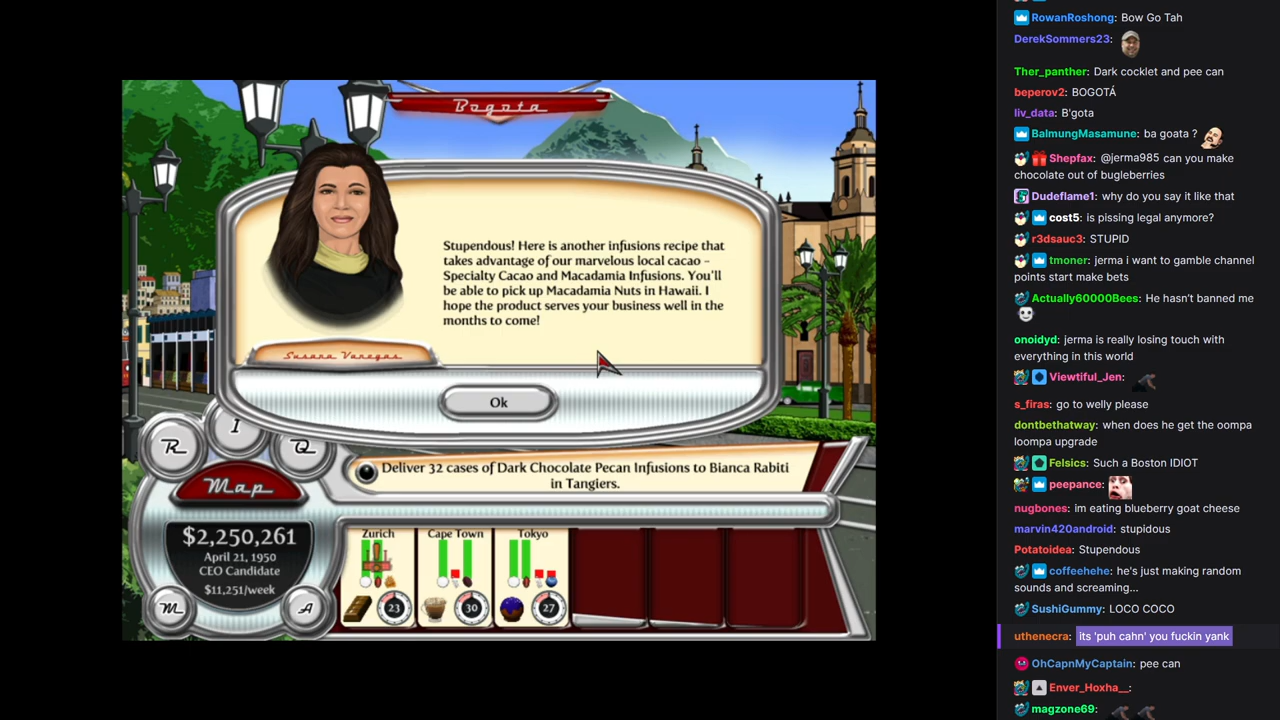 Bogota
Stupendous! Here is another infusions recipe that
takes advantage of our marvelous local cacao –
Specialty Cacao and Macadamia Infusions. You'll
be able to pick up Macadamia Nuts in Hawaii. I
hope the product serves your business well in the
months to come!
Susana Vanegas
Ok
R
I
Q
Map
$2,250,261
April 21, 1950
CEO Candidate
$11,251/week
M
A
Deliver 32 cases of Dark Chocolate Pecan Infusions to Bianca Rabiti
in Tangiers.
Zurich
Cape Town
Tokyo
23
30
27
RowanRoshong: Bow Go Tah
DerekSommers23:
Ther_panther: Dark cocklet and pee can
beperov2: BOGOTÁ
liv_data: B'gota
BalmungMasamune: ba goata ?
Shepfax: @jerma985 can you make
chocolate out of bugleberries
Dudeflame1: why do you say it like that
cost5: is pissing legal anymore?
r3dsauc3: STUPID
tmoner: jerma i want to gamble channel
points start make bets
Actually60000Bees: He hasn't banned me
onoidyd: jerma is really losing touch with
everything in this world
Viewtiful_Jen:
s_firas: go to welly please
dontbethatway: when does he get the oompa
loompa upgrade
Felsics: Such a Boston IDIOT
peepance:
nugbones: im eating blueberry goat cheese
marvin420android: stupidous
Potatoidea: Stupendous
coffeehehe: he's just making random
sounds and screaming...
SushiGummy: LOCO COCO
uthenecra: its 'puh cahn' you fuckin yank
OhCapnMyCaptain: pee can
Enver_Hoxha__:
magzone69: